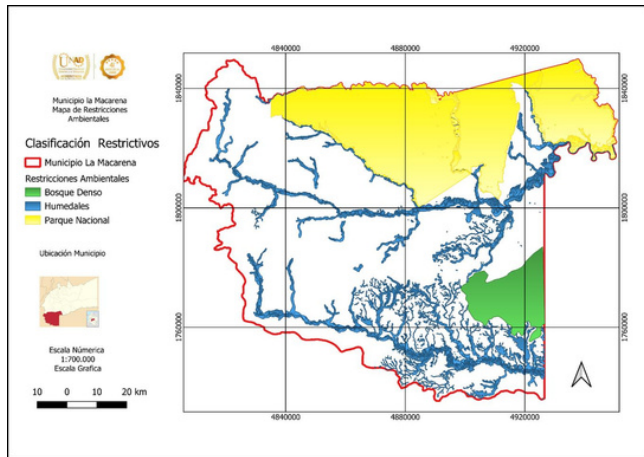 UNAD
Municipio la Macarena
Mapa de Restricciones
Ambientales
Clasificación Restrictivos
Municipio La Macarena
Restricciones Ambientales
Bosque Denso
Humedales
Parque Nacional
Ubicación Municipio
Escala Númerica
1:700.000
Escala Grafica
10 0 10 20 km
4840000 4880000 4920000
1840000 1840000
1800000 1800000
1760000 1760000
4840000 4880000 4920000